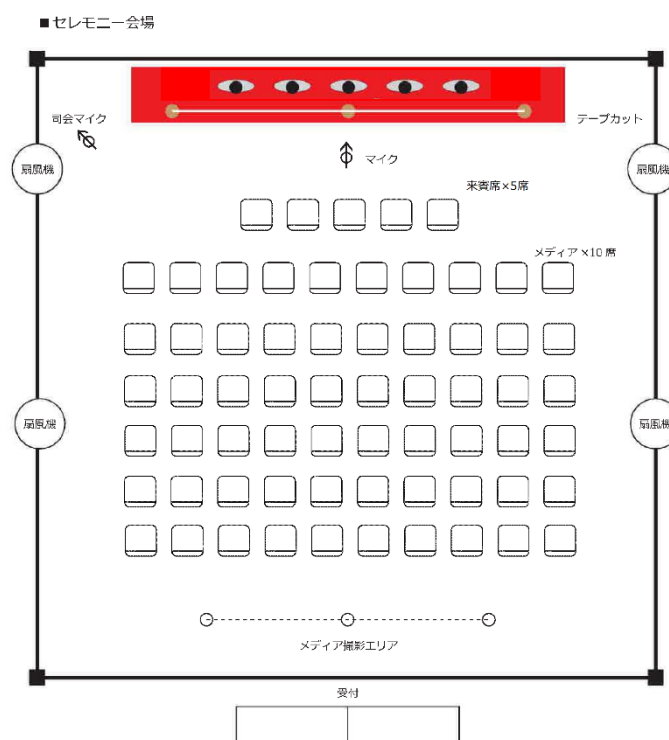 ■セレモニー会場
司会マイク
テープカット
マイク
扇風機
扇風機
来賓席×5席
メディア×10席
扇風機
扇風機
メディア撮影エリア
受付